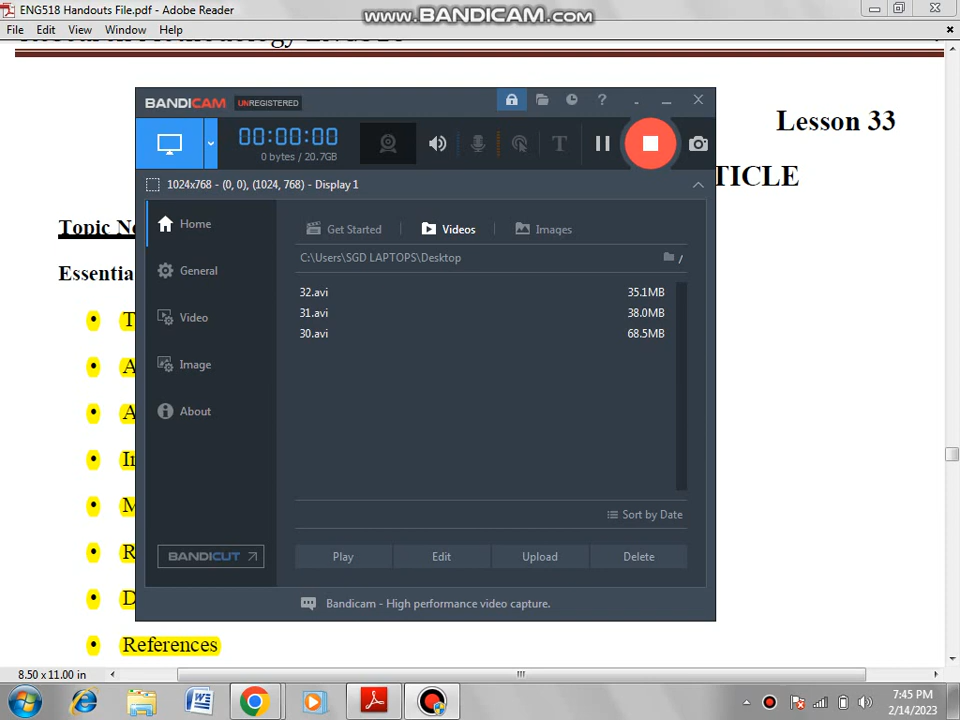 ENG518 Handouts File.pdf - Adobe Reader
www.BANDICAM.com
File Edit View Window Help
Lesson 33
TICLE
BANDICAM UNREGISTERED
00:00:00
0 bytes / 20.7GB
1024x768 - (0, 0), (1024, 768) - Display 1
Topic
Essentia
Home
General
Video
Image
About
BANDICUT
Get Started
Videos
Images
C:\Users\SGD LAPTOPS\Desktop
/
32.avi 35.1MB
31.avi 38.0MB
30.avi 68.5MB
Sort by Date
Play Edit Upload Delete
Bandicam - High performance video capture.
• T
• A
• A
• In
• M
• R
• D
• References
8.50 x 11.00 in
7:45 PM
2/14/2023